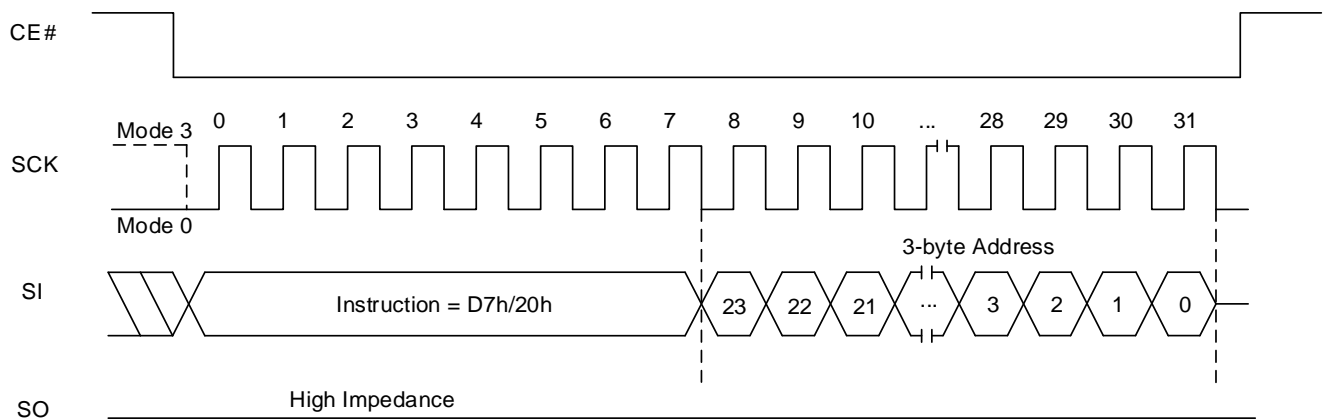 CE#
0 1 2 3 4 5 6 7 8 9 10 ... 28 29 30 31
Mode 3
SCK
Mode 0
3-byte Address
SI
Instruction = D7h/20h 23 22 21 ... 3 2 1 0
High Impedance
SO